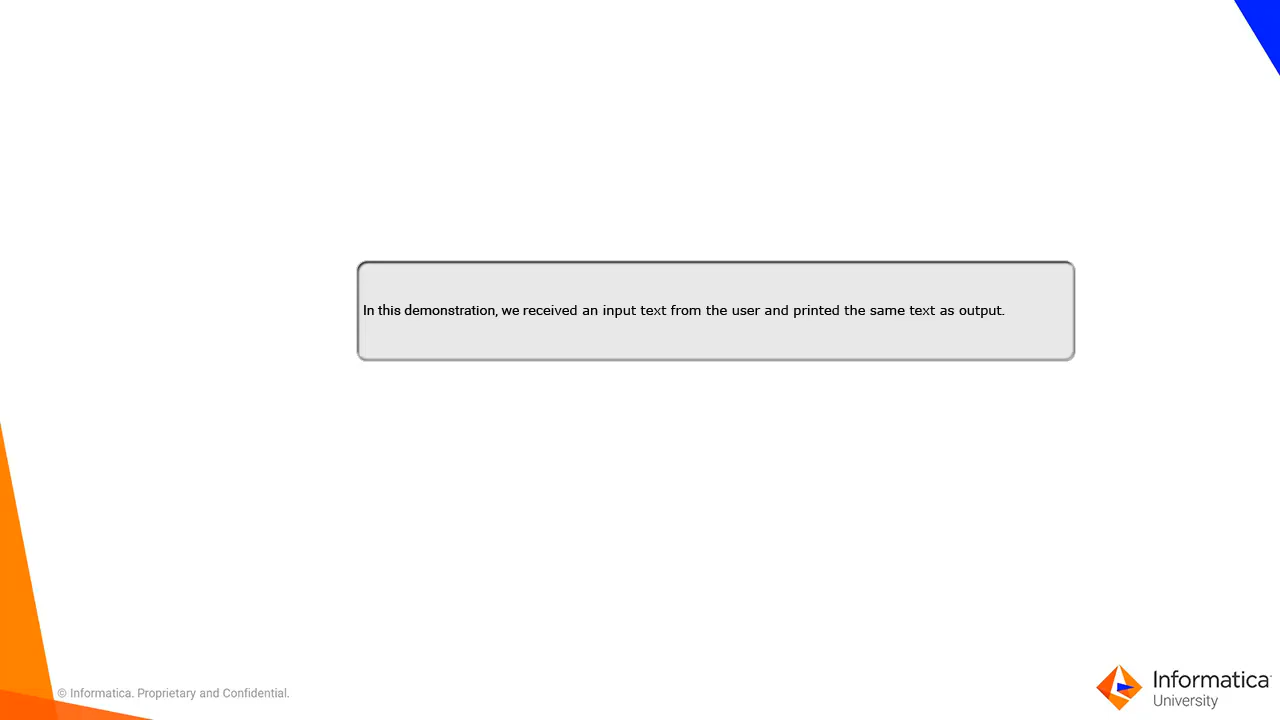 In this demonstration, we received an input text from the user and printed the same text as output.
© Informatica. Proprietary and Confidential.
Informatica
University